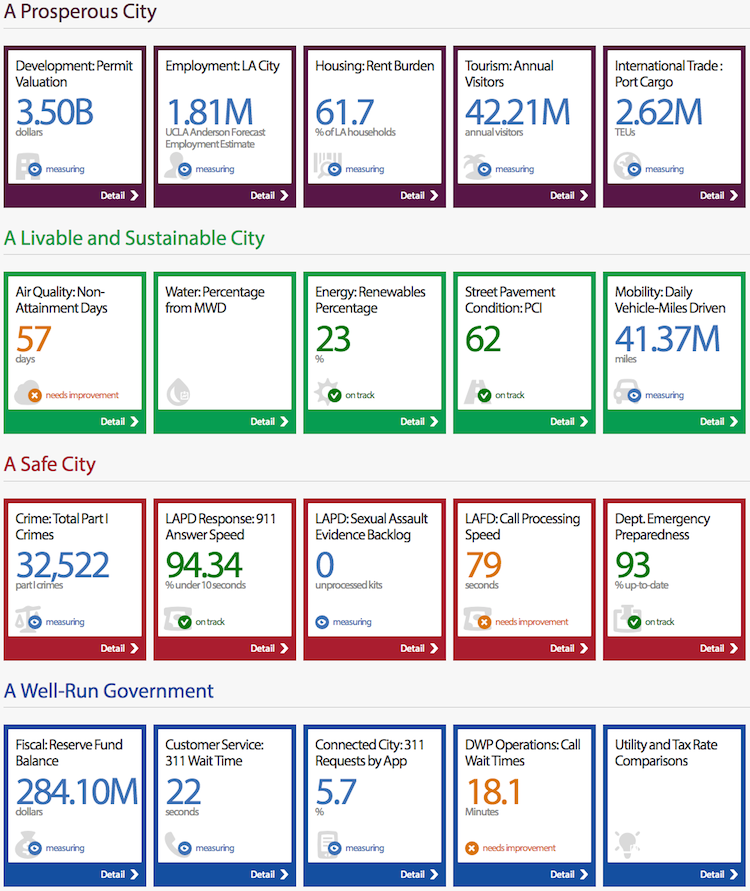 A Prosperous City
Development: Permit
Valuation
3.50B
dollars
measuring
Detail
Employment: LA City
1.81M
UCLA Anderson Forecast
Employment Estimate
measuring
Detail
Housing: Rent Burden
61.7
% of LA households
measuring
Detail
Tourism: Annual
Visitors
42.21M
annual visitors
measuring
Detail
International Trade :
Port Cargo
2.62M
TEUs
measuring
Detail
A Livable and Sustainable City
Air Quality: Non-
Attainment Days
57
days
needs improvement
Detail
Water: Percentage
from MWD
Detail
Energy: Renewables
Percentage
23
%
on track
Detail
Street Pavement
Condition: PCI
62
on track
Detail
Mobility: Daily
Vehicle-Miles Driven
41.37M
miles
measuring
Detail
A Safe City
Crime: Total Part I
Crimes
32,522
part I crimes
measuring
Detail
LAPD Response: 911
Answer Speed
94.34
% under 10 seconds
on track
Detail
LAPD: Sexual Assault
Evidence Backlog
0
unprocessed kits
measuring
Detail
LAFD: Call Processing
Speed
79
seconds
needs improvement
Detail
Dept. Emergency
Preparedness
93
% up-to-date
on track
Detail
A Well-Run Government
Fiscal: Reserve Fund
Balance
284.10M
dollars
measuring
Detail
Customer Service:
311 Wait Time
22
seconds
measuring
Detail
Connected City: 311
Requests by App
5.7
%
measuring
Detail
DWP Operations: Call
Wait Times
18.1
Minutes
needs improvement
Detail
Utility and Tax Rate
Comparisons
Detail